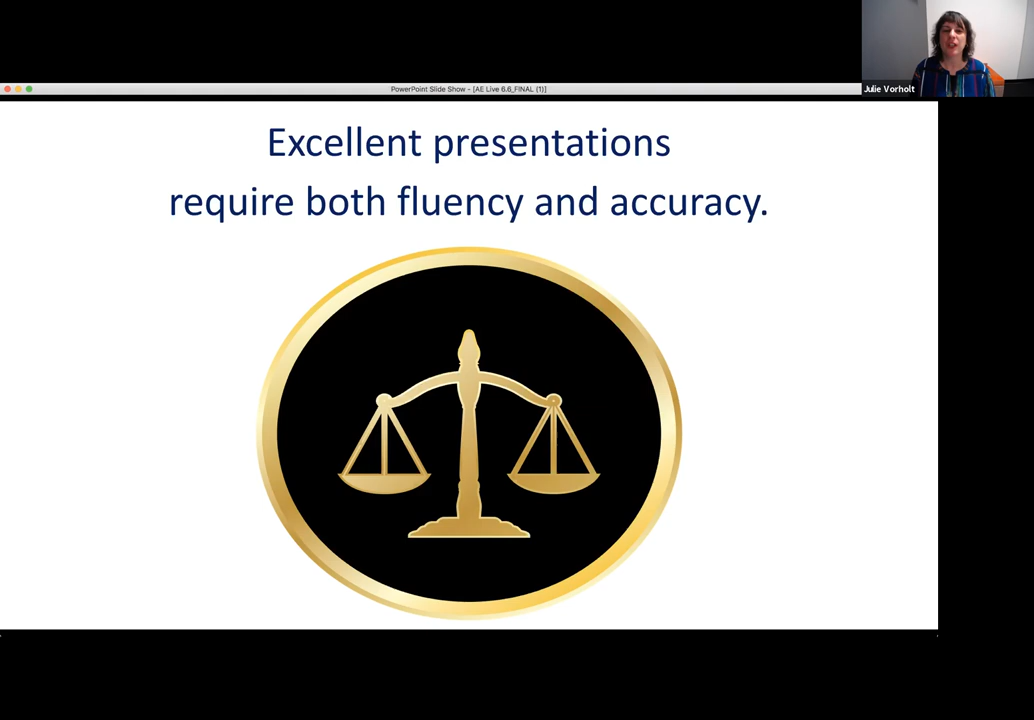 Julie Vorholt
PowerPoint Slide Show - [AE Live 6.6_FINAL (1)]
Excellent presentations
require both fluency and accuracy.